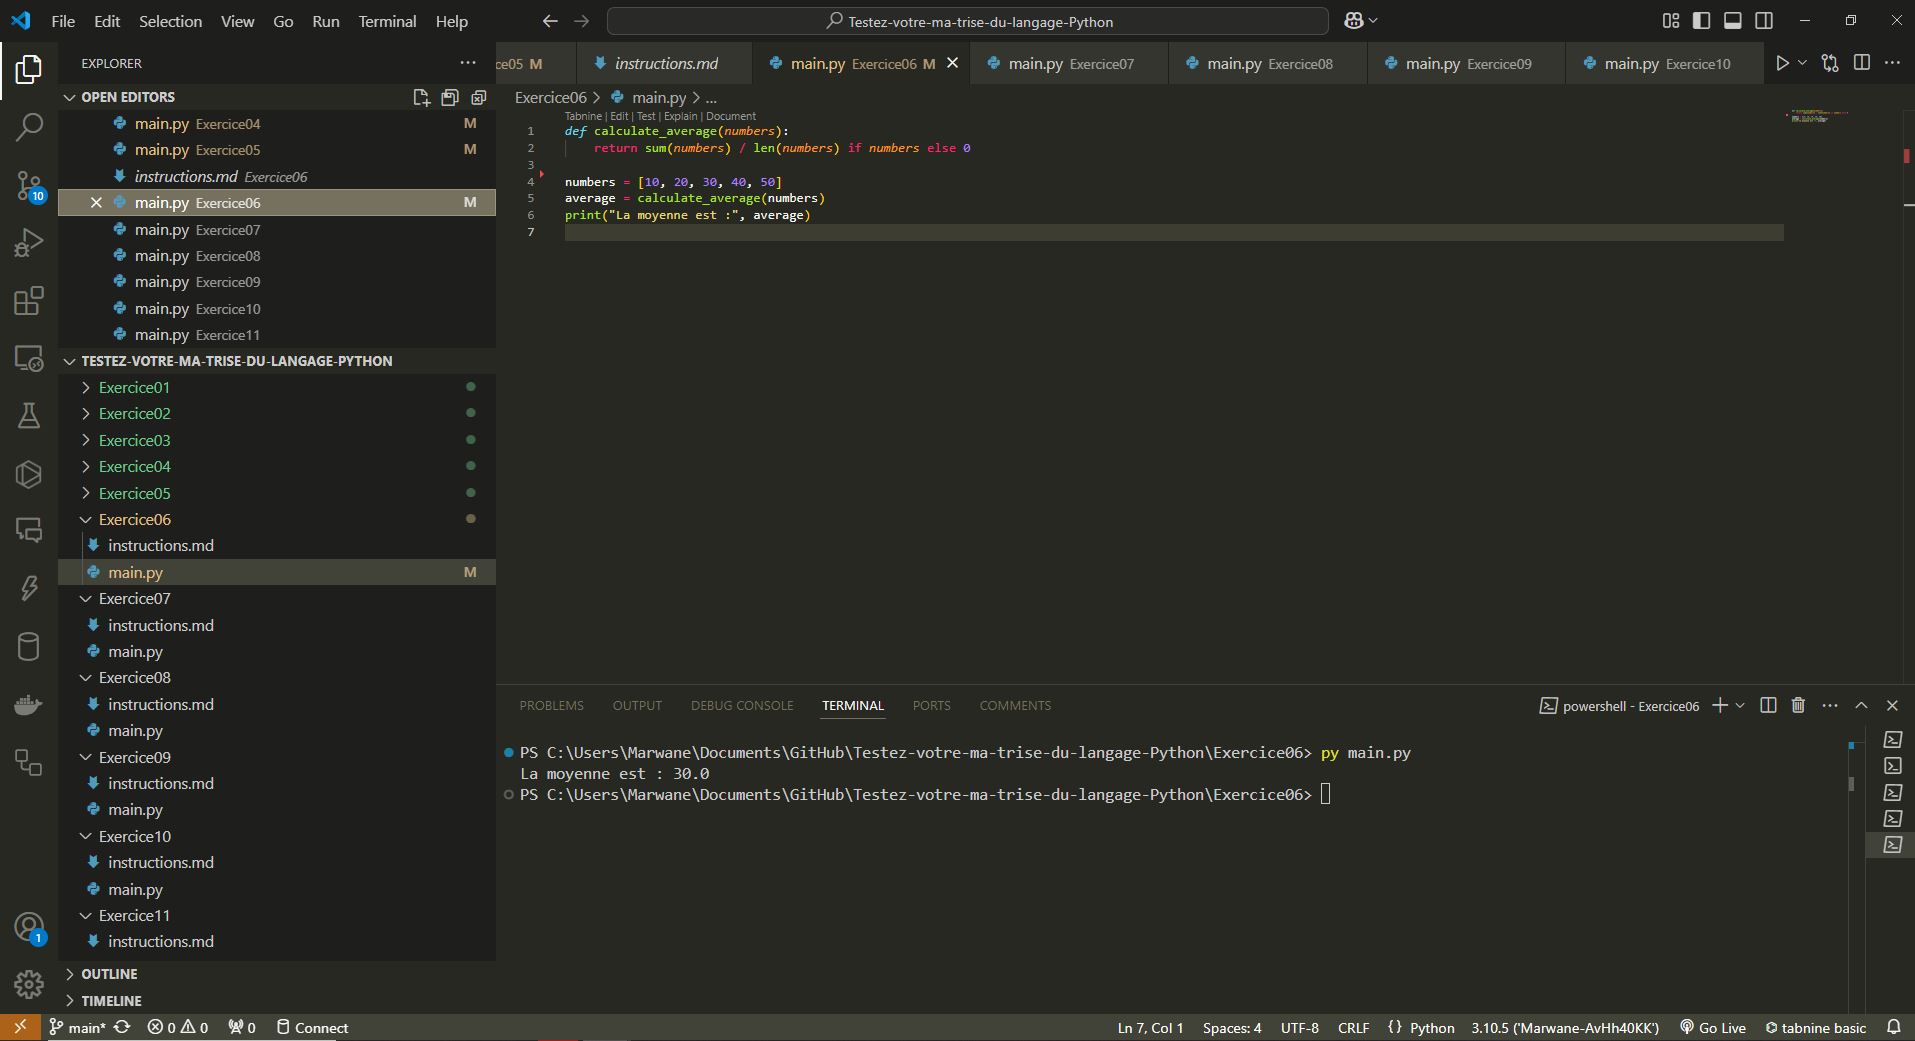 File Edit Selection View Go Run Terminal Help
Testez-votre-ma-trise-du-langage-Python
EXPLORER
OPEN EDITORS
main.py Exercice04 M
main.py Exercice05 M
instructions.md Exercice06
main.py Exercice06 M
main.py Exercice07
main.py Exercice08
main.py Exercice09
main.py Exercice10
main.py Exercice11
TESTEZ-VOTRE-MA-TRISE-DU-LANGAGE-PYTHON
Exercice01
Exercice02
Exercice03
Exercice04
Exercice05
Exercice06
instructions.md
main.py M
Exercice07
instructions.md
main.py
Exercice08
instructions.md
main.py
Exercice09
instructions.md
main.py
Exercice10
instructions.md
main.py
Exercice11
instructions.md
OUTLINE
TIMELINE
10
1
ce05 M instructions.md main.py Exercice06 M main.py Exercice07 main.py Exercice08 main.py Exercice09 main.py Exercice10
Exercice06 > main.py > ...
Tabnine | Edit | Test | Explain | Document
1 def calculate_average(numbers):
2 return sum(numbers) / len(numbers) if numbers else 0
3
4 numbers = [10, 20, 30, 40, 50]
5 average = calculate_average(numbers)
6 print("La moyenne est :", average)
7
PROBLEMS OUTPUT DEBUG CONSOLE TERMINAL PORTS COMMENTS
powershell - Exercice06
PS C:\Users\Marwane\Documents\GitHub\Testez-votre-ma-trise-du-langage-Python\Exercice06> py main.py
La moyenne est : 30.0
PS C:\Users\Marwane\Documents\GitHub\Testez-votre-ma-trise-du-langage-Python\Exercice06>
main* 0 0 0 Connect
Ln 7, Col 1 Spaces: 4 UTF-8 CRLF {} Python 3.10.5 ('Marwane-AvHh40KK') Go Live tabnine basic